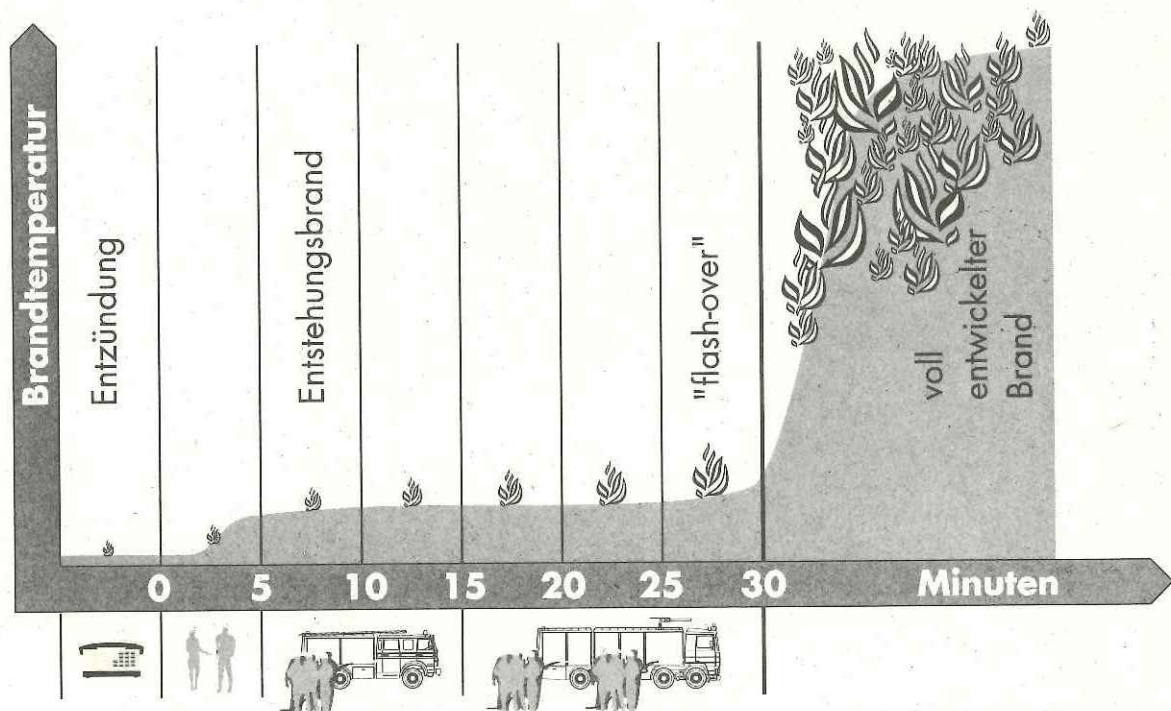 Brandtemperatur
Entzündung
Entstehungsbrand
"flash-over"
voll
entwickelter
Brand
0 5 10 15 20 25 30 Minuten